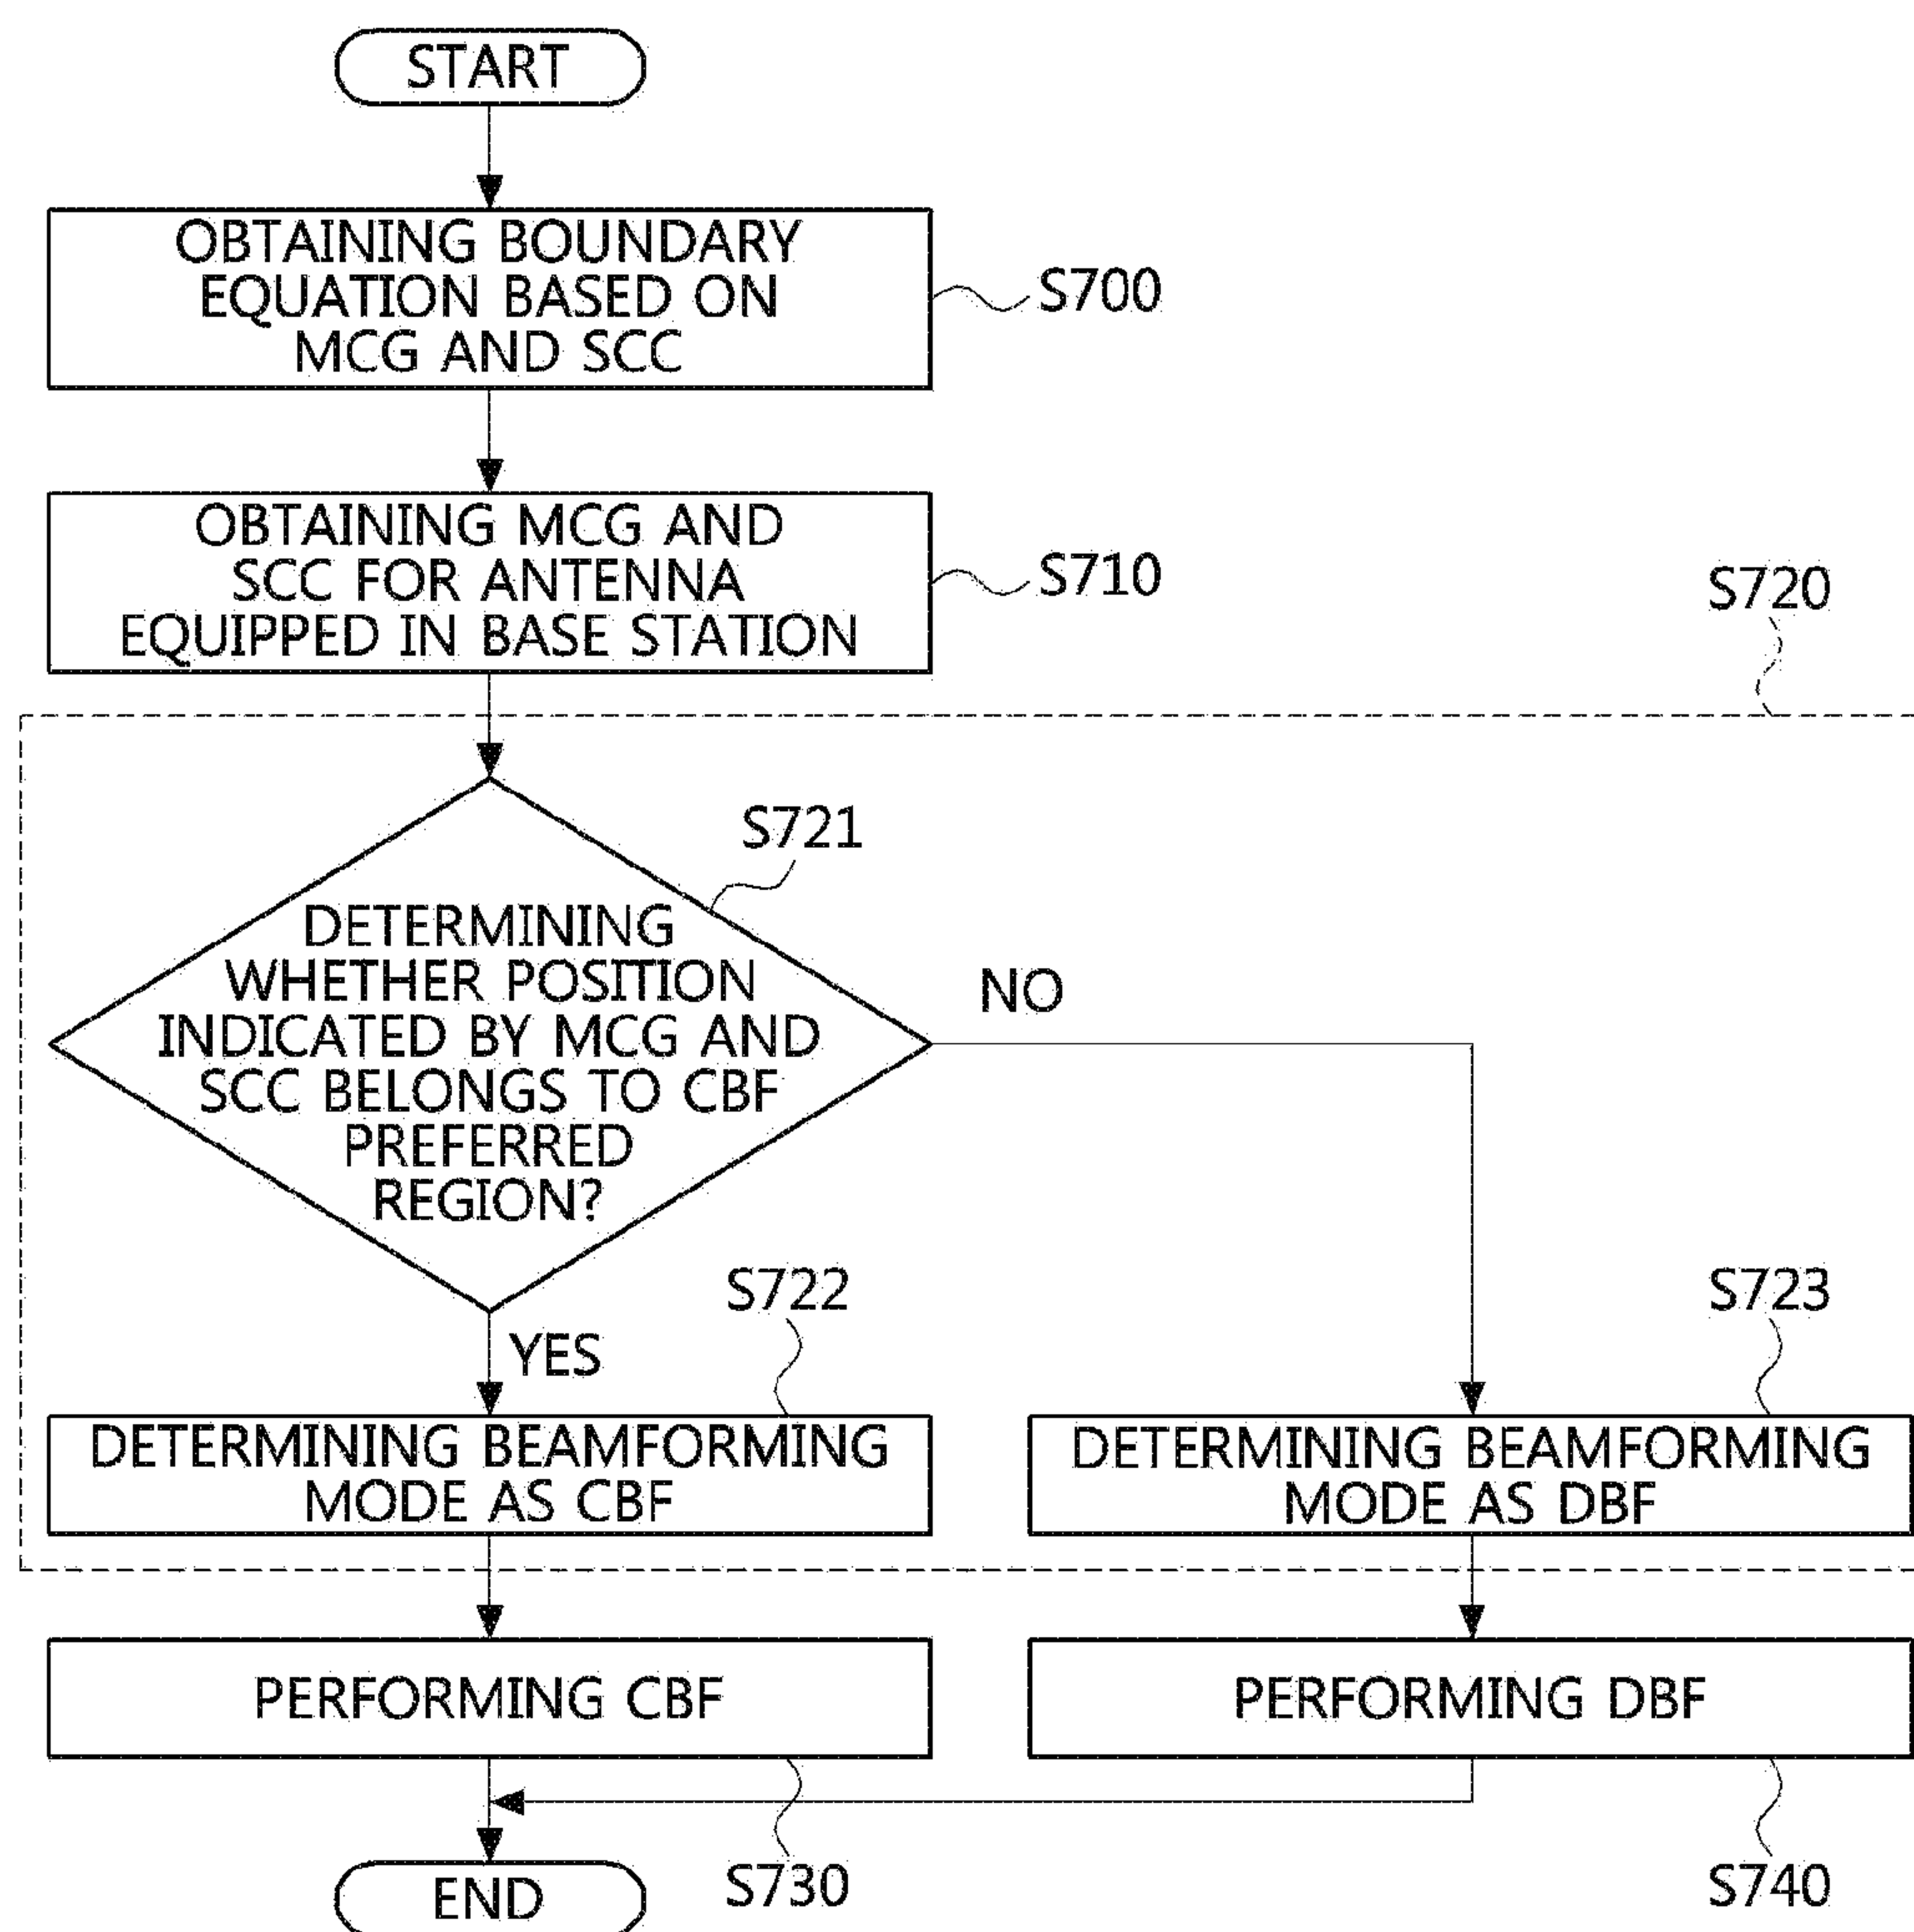 START
OBTAINING BOUNDARY
EQUATION BASED ON
MCG AND SCC
S700
OBTAINING MCG AND
SCC FOR ANTENNA
EQUIPPED IN BASE STATION
S710
S720
S721
DETERMINING
WHETHER POSITION
INDICATED BY MCG AND
SCC BELONGS TO CBF
PREFERRED
REGION?
NO
YES
S722
DETERMINING BEAMFORMING
MODE AS CBF
S723
DETERMINING BEAMFORMING
MODE AS DBF
PERFORMING CBF
PERFORMING DBF
S730
S740
END